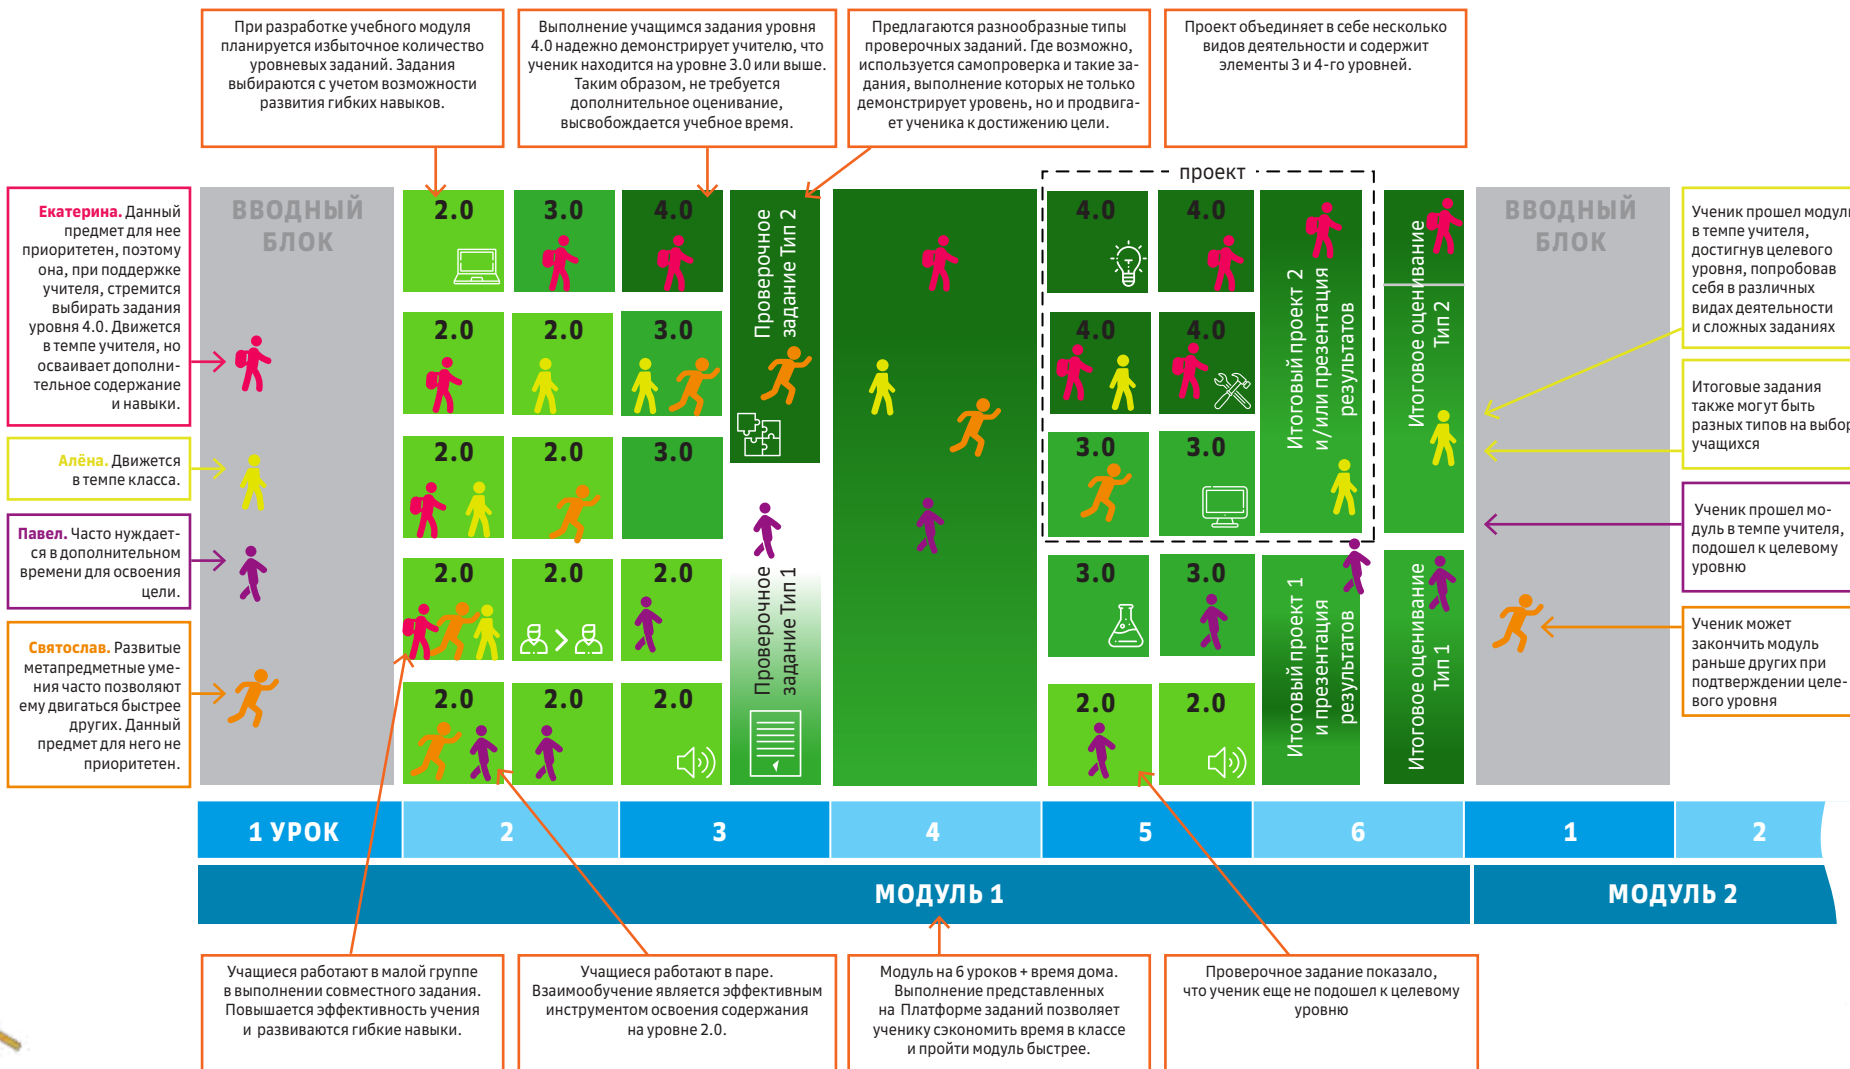 При разработке учебного модуля
планируется избыточное количество
уровневых заданий. Задания
выбираются с учетом возможности
развития гибких навыков.
Выполнение учащимся задания уровня
4.0 надежно демонстрирует учителю, что
ученик находится на уровне 3.0 или выше.
Таким образом, не требуется
дополнительное оценивание,
высвобождается учебное время.
Предлагаются разнообразные типы
проверочных заданий. Где возможно,
используется самопроверка и такие за-
дания, выполнение которых не только
демонстрирует уровень, но и продвига-
ет ученика к достижению цели.
Проект объединяет в себе несколько
видов деятельности и содержит
элементы 3 и 4-го уровней.
Екатерина. Данный
предмет для нее
приоритетен, поэтому
она, при поддержке
учителя, стремится
выбирать задания
уровня 4.0. Движется
в темпе учителя, но
осваивает дополни-
тельное содержание
и навыки.
Алёна. Движется
в темпе класса.
Павел. Часто нуждает-
ся в дополнительном
времени для освоения
цели.
Святослав. Развитые
метапредметные уме-
ния часто позволяют
ему двигаться быстрее
других. Данный
предмет для него не
приоритетен.
ВВОДНЫЙ
БЛОК
2.0 3.0 4.0
2.0 2.0 3.0
2.0 2.0 3.0
2.0 2.0 2.0
2.0 2.0 2.0
Проверочное
задание Тип 2
Проверочное
задание Тип 1
проект
4.0 4.0
4.0 4.0
3.0 3.0
3.0 3.0
2.0 2.0
Итоговый проект 2
и/или презентация
результатов
Итоговый проект 1
и презентация
результатов
Итоговое оценивание
Тип 2
Итоговое оценивание
Тип 1
ВВОДНЫЙ
БЛОК
Ученик прошел модуль
в темпе учителя,
достигнув целевого
уровня, попробовав
себя в различных
видах деятельности
и сложных заданиях
Итоговые задания
также могут быть
разных типов на выбор
учащихся
Ученик прошел мо-
дуль в темпе учителя,
подошел к целевому
уровню
Ученик может
закончить модуль
раньше других при
подтверждении целе-
вого уровня
1 УРОК 2 3 4 5 6 1 2
МОДУЛЬ 1 МОДУЛЬ 2
Учащиеся работают в малой группе
в выполнении совместного задания.
Повышается эффективность учения
и развиваются гибкие навыки.
Учащиеся работают в паре.
Взаимообучение является эффективным
инструментом освоения содержания
на уровне 2.0.
Модуль на 6 уроков + время дома.
Выполнение представленных
на Платформе заданий позволяет
ученику сэкономить время в классе
и пройти модуль быстрее.
Проверочное задание показало,
что ученик еще не подошел к целевому
уровню